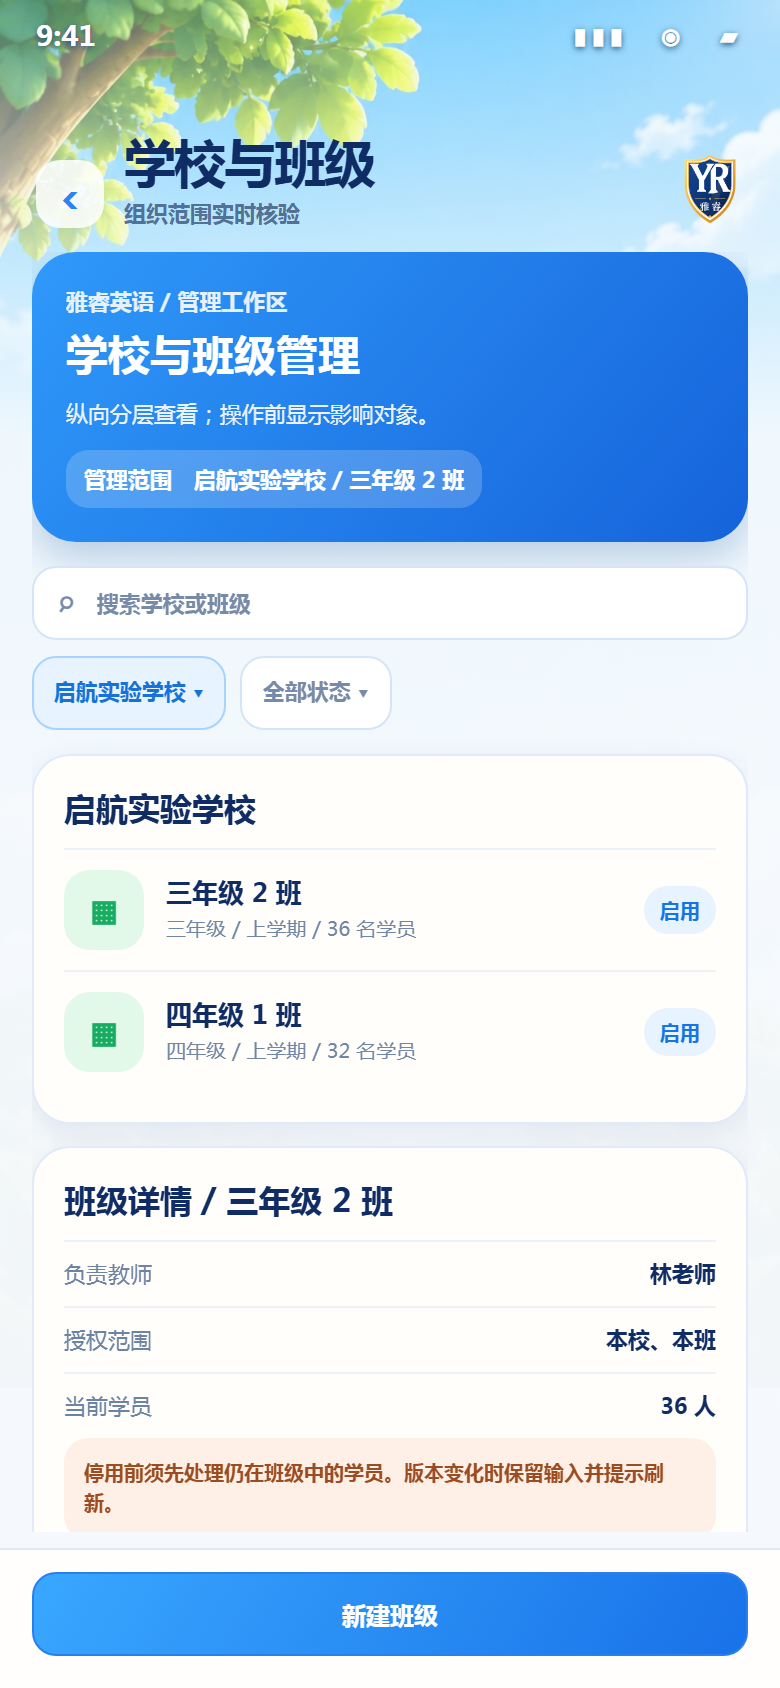 9:41
学校与班级
组织范围实时核验
YR
雅睿
雅睿英语 / 管理工作区
学校与班级管理
纵向分层查看；操作前显示影响对象。
管理范围 启航实验学校 / 三年级 2 班
搜索学校或班级
启航实验学校 ▾ 全部状态 ▾
启航实验学校
三年级 2 班
三年级 / 上学期 / 36 名学员
启用
四年级 1 班
四年级 / 上学期 / 32 名学员
启用
班级详情 / 三年级 2 班
负责教师 林老师
授权范围 本校、本班
当前学员 36 人
停用前须先处理仍在班级中的学员。版本变化时保留输入并提示刷
新。
新建班级